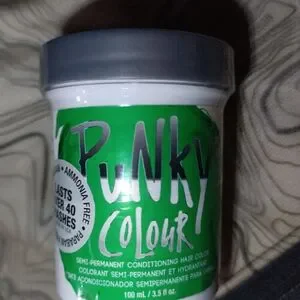 PUNKY
COLOUR
AMMONIA FREE •
PARABEN
LASTS
OVER 40
WASHES
SEMI-PERMANENT CONDITIONING HAIR COLOR
COLORANT SEMI-PERMANENT ET HYDRATANT
ACONDICIONADOR SEMIPERMANENTE PARA
100 mL / 3.5 fl oz.